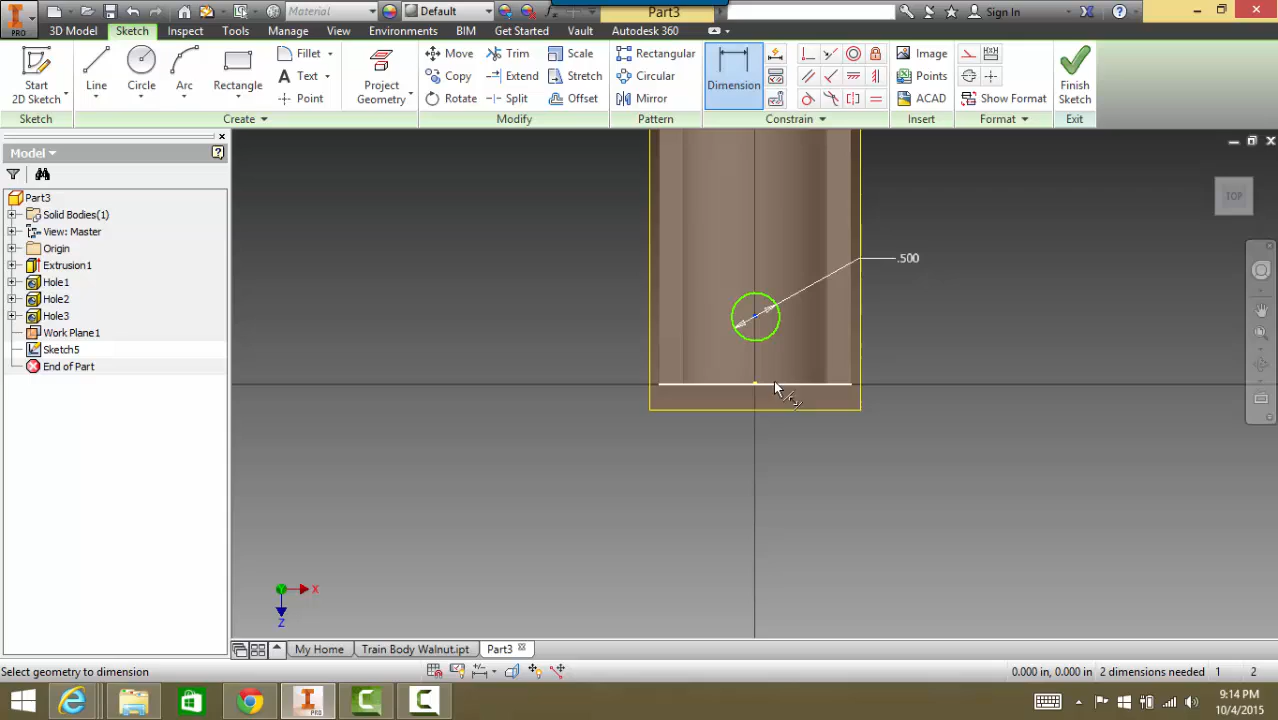 Material
Default
Part3
Sign In
PRO
3D Model Sketch Inspect Tools Manage View Environments BIM Get Started Vault Autodesk 360
Start
2D Sketch
Line
Circle
Arc
Rectangle
Fillet
Text
Point
Project
Geometry
Move
Copy
Rotate
Trim
Extend
Split
Scale
Stretch
Offset
Rectangular
Circular
Mirror
Dimension
Image
Points
ACAD
Show Format
Finish
Sketch
Sketch Create Modify Pattern Constrain Insert Format Exit
Model
Part3
Solid Bodies(1)
View: Master
Origin
Extrusion1
Hole1
Hole2
Hole3
Work Plane1
Sketch5
End of Part
TOP
.500
X
Z
My Home Train Body Walnut.ipt Part3
Select geometry to dimension 0.000 in, 0.000 in 2 dimensions needed 1 2
PRO
9:14 PM
10/4/2015